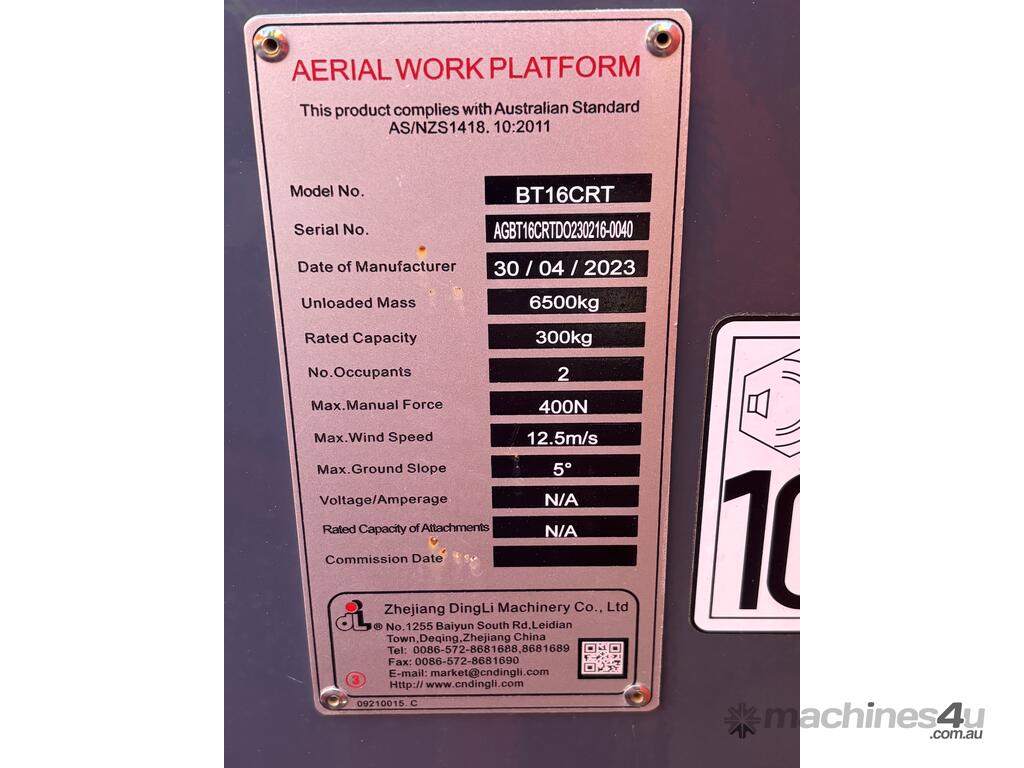 AERIAL WORK PLATFORM
This product complies with Australian Standard
AS/NZS1418. 10:2011
Model No. BT16CRT
Serial No. AGBT16CRTDO230216-0040
Date of Manufacturer 30 / 04 / 2023
Unloaded Mass 6500kg
Rated Capacity 300kg
No.Occupants 2
Max.Manual Force 400N
Max.Wind Speed 12.5m/s
Max.Ground Slope 5°
Voltage/Amperage N/A
Rated Capacity of Attachments N/A
Commission Date
dL ® Zhejiang DingLi Machinery Co., Ltd
No.1255 Baiyun South Rd,Leidian
Town,Deqing,Zhejiang China
Tel: 0086-572-8681688,8681689
Fax: 0086-572-8681690
E-mail: market@cndingli.com
Http// www.cndingli.com
3
09210015. C
10
machines4u
.com.au